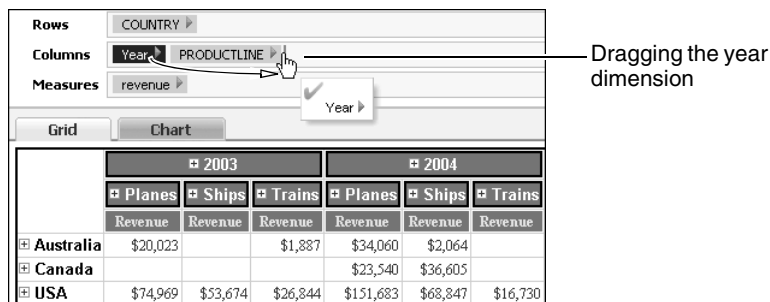 Rows COUNTRY
Columns Year PRODUCTLINE
Dragging the year
dimension
Measures revenue
Year
Grid Chart
2003 2004
Planes Ships Trains Planes Ships Trains
Revenue Revenue Revenue Revenue Revenue Revenue
Australia $20,023 $1,887 $34,060 $2,064
Canada $23,540 $36,605
USA $74,969 $53,674 $26,844 $151,683 $68,847 $16,730